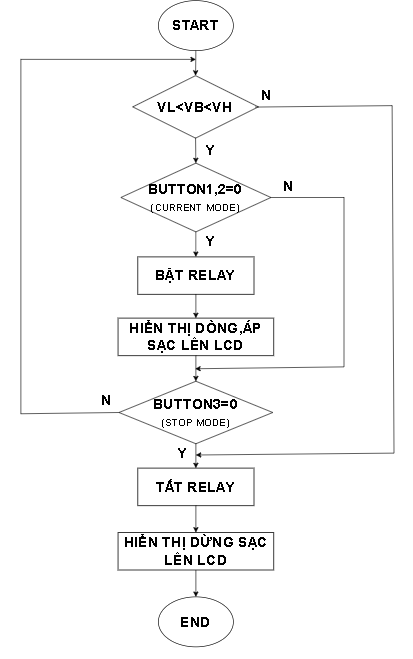 START
VL<VB<VH
N
Y
BUTTON1,2=0
(CURRENT MODE)
N
Y
BẬT RELAY
HIỂN THỊ DÒNG,ÁP
SẠC LÊN LCD
N
BUTTON3=0
(STOP MODE)
Y
TẮT RELAY
HIỂN THỊ DỪNG SẠC
LÊN LCD
END